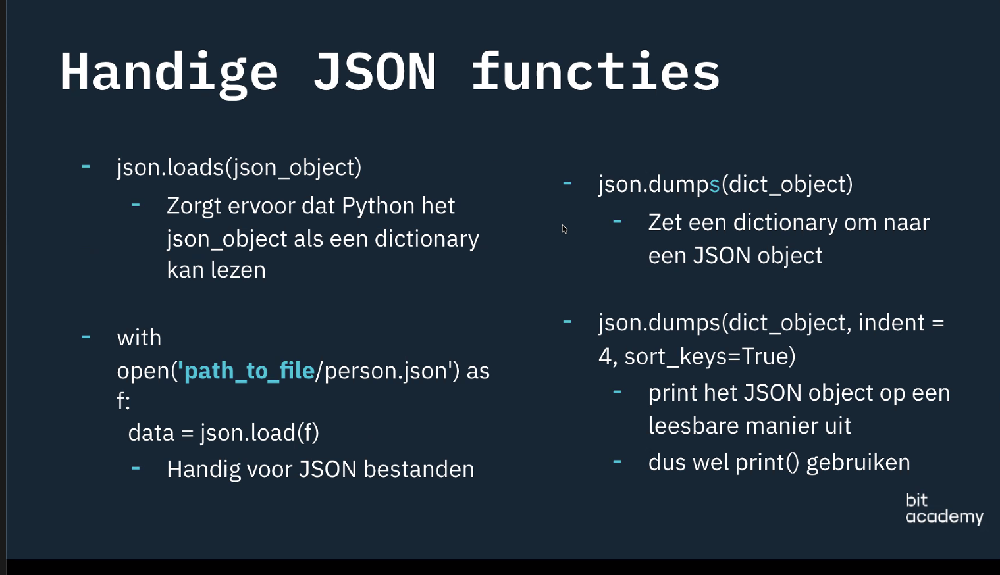 Handige JSON functies
- json.loads(json_object)
- Zorgt ervoor dat Python het
json_object als een dictionary
kan lezen
- with
open('path_to_file/person.json') as
f:
data = json.load(f)
- Handig voor JSON bestanden
- json.dumps(dict_object)
- Zet een dictionary om naar
een JSON object
- json.dumps(dict_object, indent =
4, sort_keys=True)
- print het JSON object op een
leesbare manier uit
- dus wel print() gebruiken
bit
academy